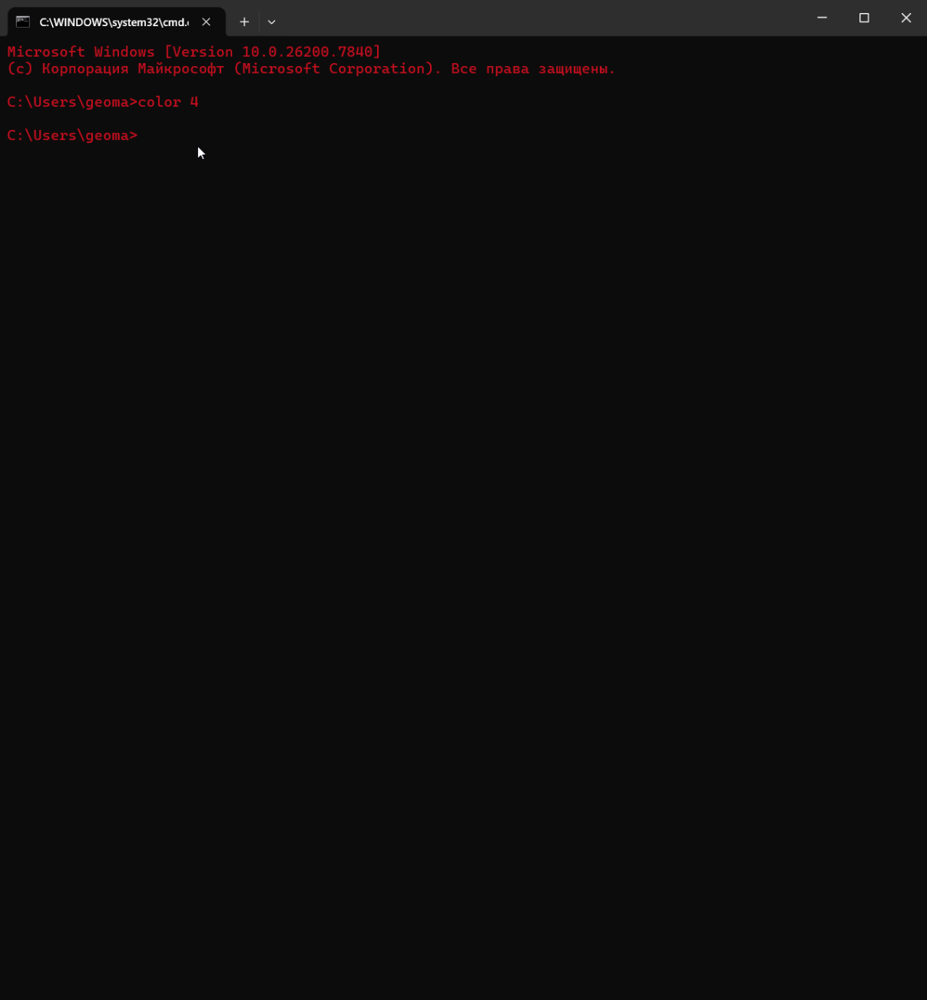 C:\WINDOWS\system32\cmd.
Microsoft Windows [Version 10.0.26200.7840]
(c) Корпорация Майкрософт (Microsoft Corporation). Все права защищены.
C:\Users\geoma>color 4
C:\Users\geoma>